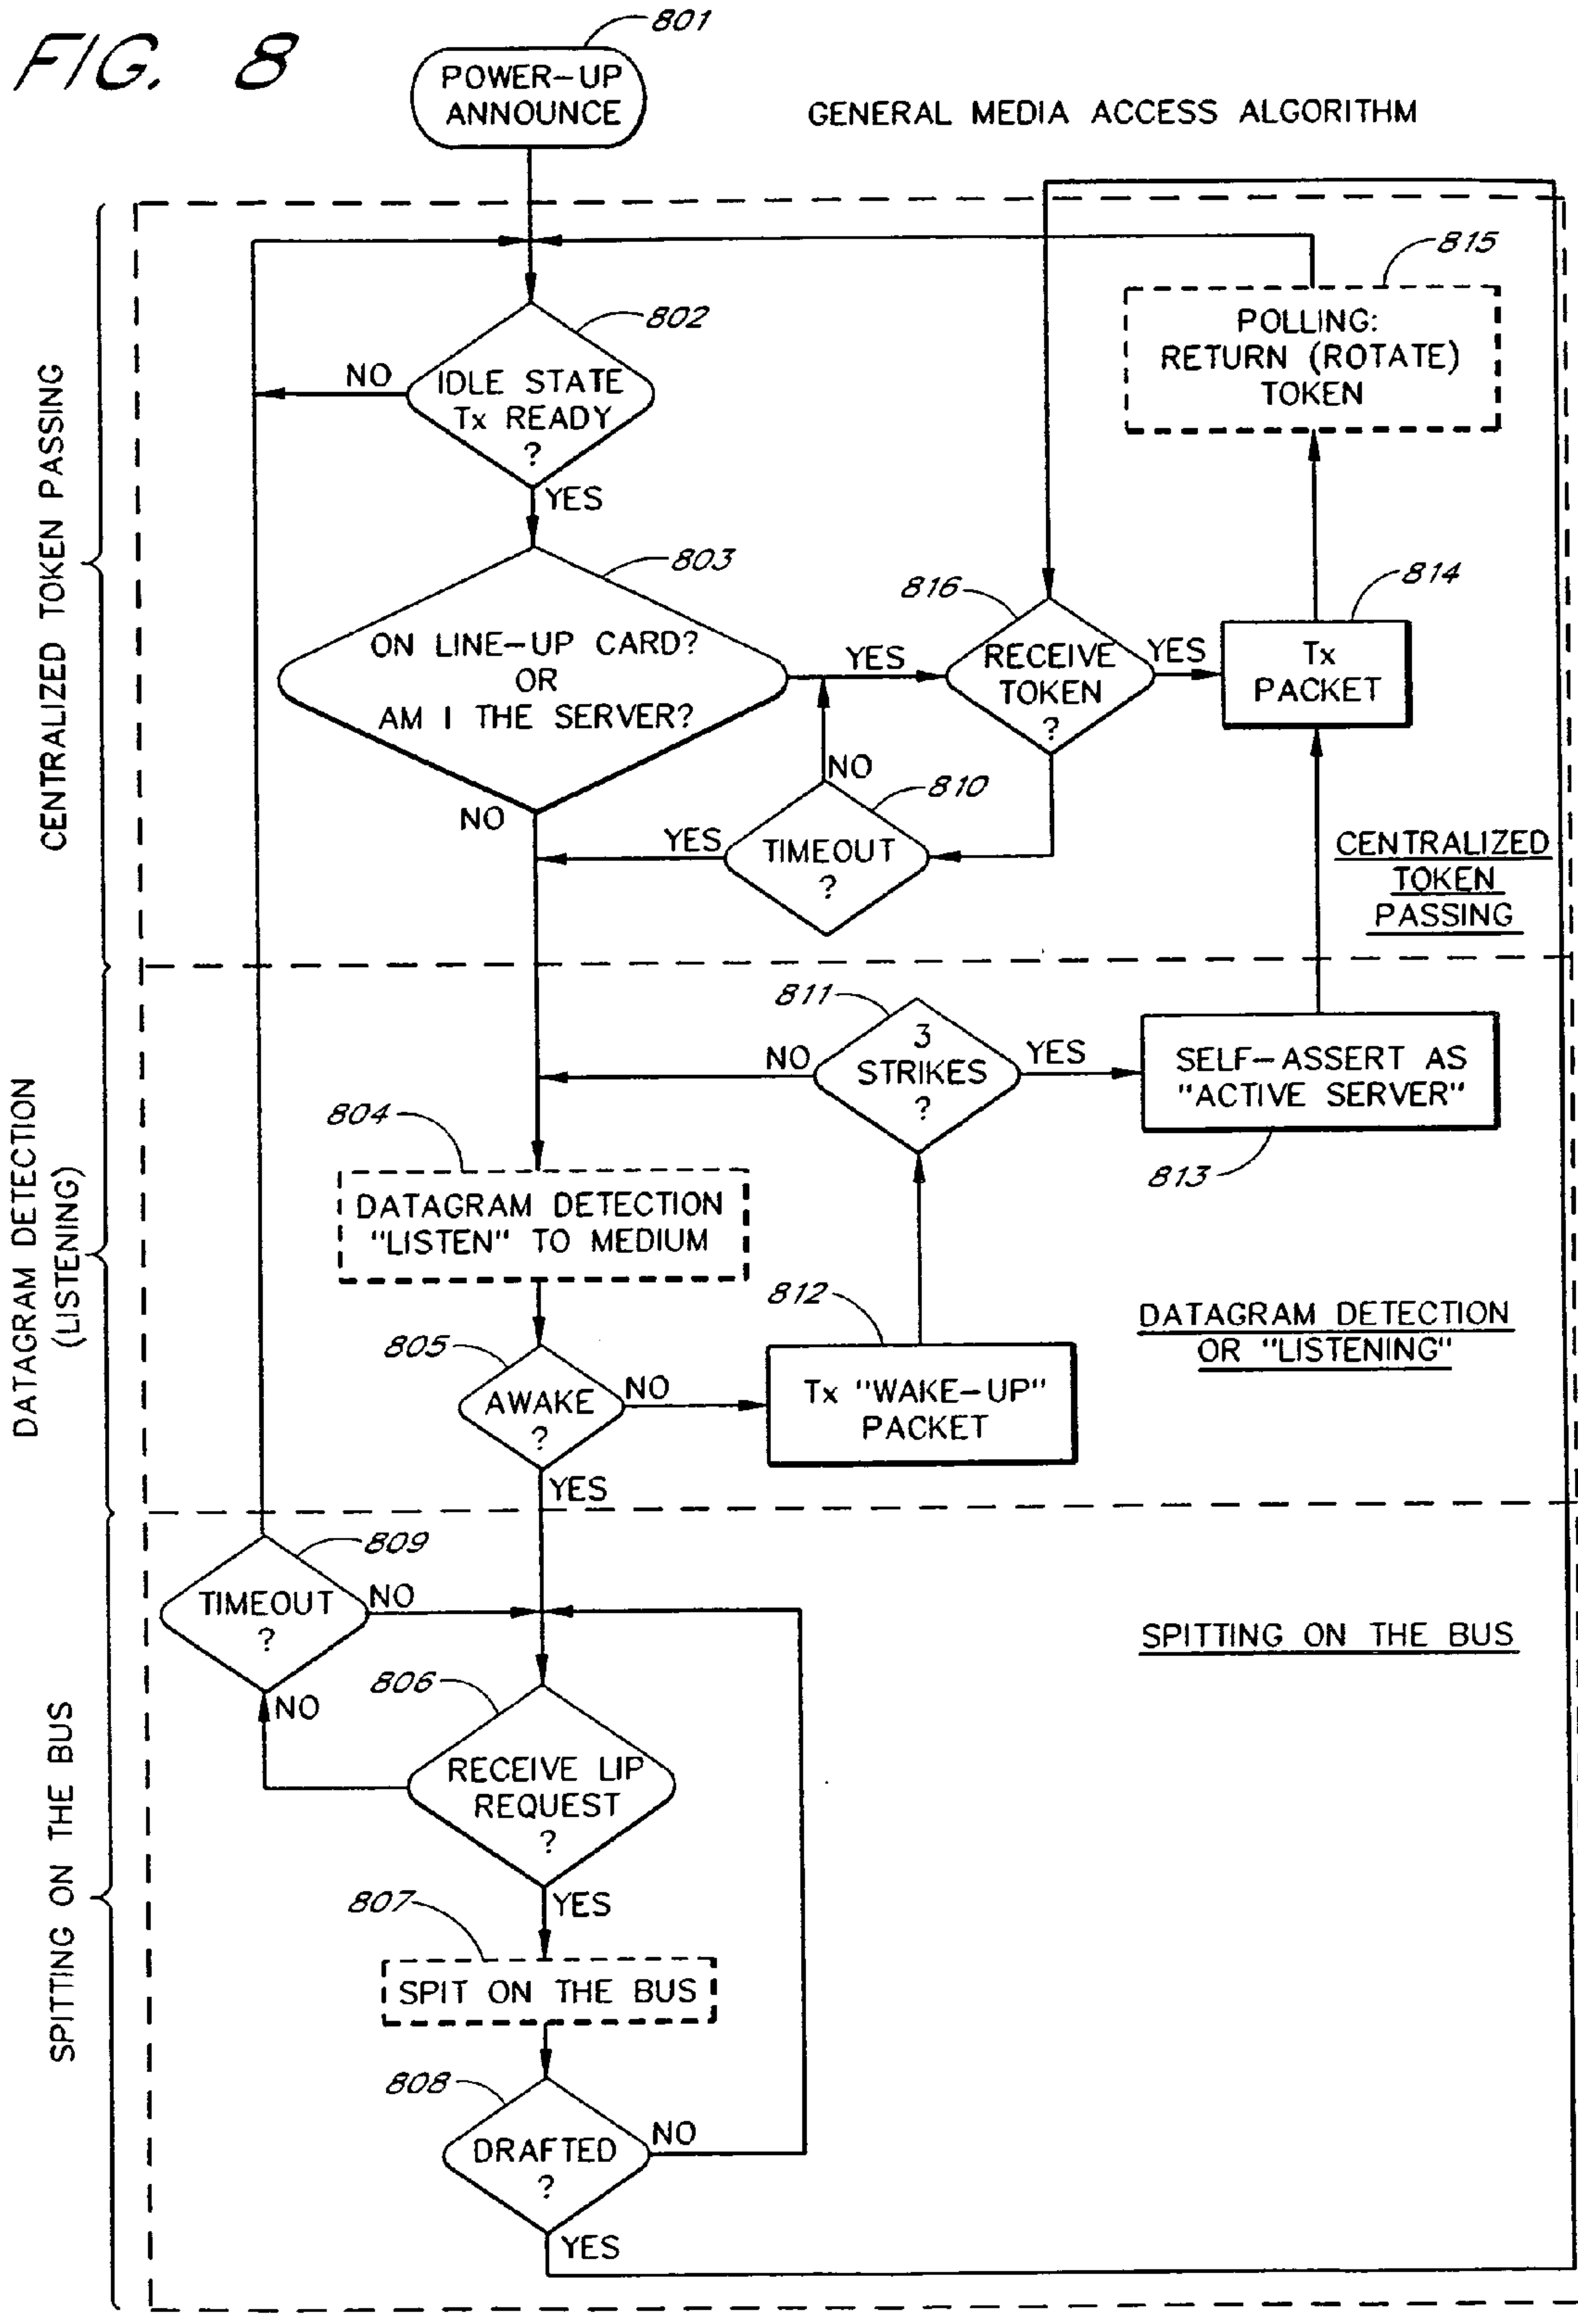 FIG. 8
801
POWER-UP
ANNOUNCE
GENERAL MEDIA ACCESS ALGORITHM
CENTRALIZED TOKEN PASSING
802
NO
IDLE STATE
Tx READY
?
YES
815
POLLING:
RETURN (ROTATE)
TOKEN
803
ON LINE-UP CARD?
OR
AM I THE SERVER?
YES
NO
816
RECEIVE
TOKEN
?
YES
814
Tx
PACKET
NO
810
YES
TIMEOUT
?
CENTRALIZED
TOKEN
PASSING
DATAGRAM DETECTION
(LISTENING)
811
3
STRIKES
?
NO
YES
SELF-ASSERT AS
"ACTIVE SERVER"
813
804
DATAGRAM DETECTION
"LISTEN" TO MEDIUM
805
AWAKE
?
NO
812
Tx "WAKE-UP"
PACKET
DATAGRAM DETECTION
OR "LISTENING"
YES
SPITTING ON THE BUS
809
TIMEOUT
?
NO
NO
SPITTING ON THE BUS
806
RECEIVE LIP
REQUEST
?
YES
807
SPIT ON THE BUS
808
DRAFTED
?
NO
YES